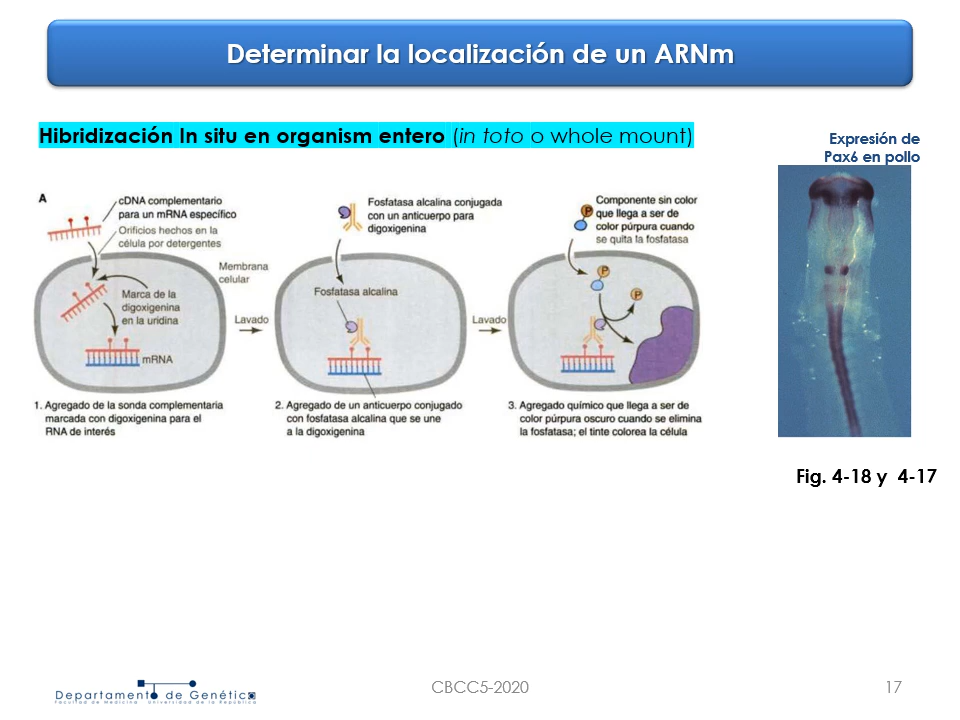 Determinar la localización de un ARNm
Hibridización In situ en organism entero (in toto o whole mount)
Expresión de
Pax6 en pollo
A
cDNA complementario
para un mRNA específico
Orificios hechos en la
célula por detergentes
Marca de la
digoxigenina
en la uridina
mRNA
Membrana
celular
Lavado
1. Agregado de la sonda complementaria
marcada con digoxigenina para el
RNA de interés
Fosfatasa alcalina conjugada
con un anticuerpo para
digoxigenina
Fosfatasa alcalina
Lavado
2. Agregado de un anticuerpo conjugado
con fosfatasa alcalina que se une
a la digoxigenina
Componente sin color
que llega a ser de
color púrpura cuando
se quita la fosfatasa
P
P
P
3. Agregado químico que llega a ser de
color púrpura oscuro cuando se elimina
la fosfatasa; el tinte colorea la célula
Fig. 4-18 y 4-17
Departamento de Genética
Facultad de Medicina Universidad de la República
CBCC5-2020
17